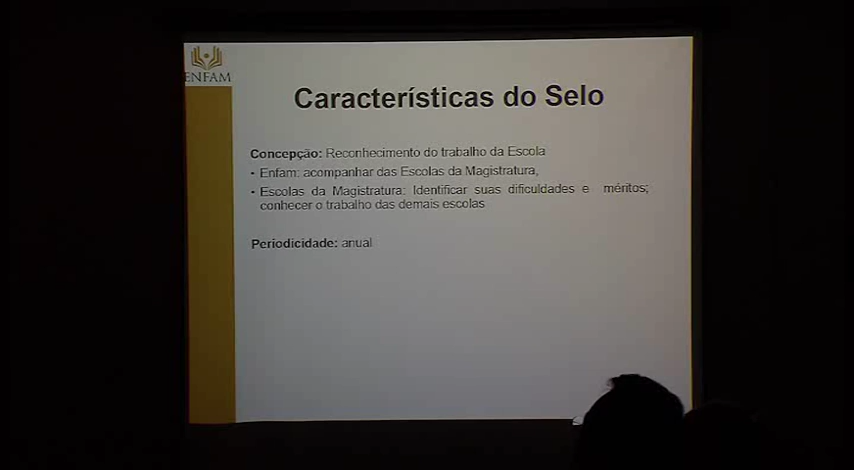 ENFAM
Características do Selo
Concepção: Reconhecimento do trabalho da Escola
- Enfam: acompanhar das Escolas da Magistratura,
- Escolas da Magistratura: Identificar suas dificuldades e méritos;
conhecer o trabalho das demais escolas
Periodicidade: anual